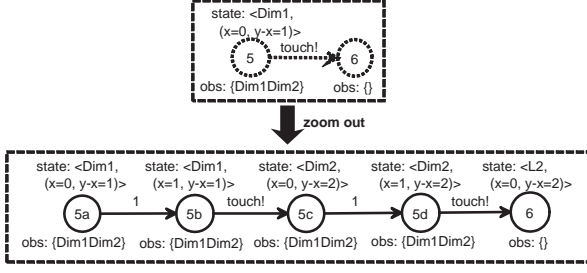 state: <Dim1,
(x=0, y-x=1)>
touch!
5
6
obs: {Dim1Dim2}
obs: {}
zoom out
state: <Dim1,
(x=0, y-x=1)>
state: <Dim1,
(x=1, y-x=1)>
state: <Dim2,
(x=0, y-x=2)>
state: <Dim2,
(x=1, y-x=2)>
state: <L2,
(x=0, y-x=2)>
5a
1
5b
touch!
5c
1
5d
touch!
6
obs: {Dim1Dim2}
obs: {Dim1Dim2}
obs: {Dim1Dim2}
obs: {Dim1Dim2}
obs: {}